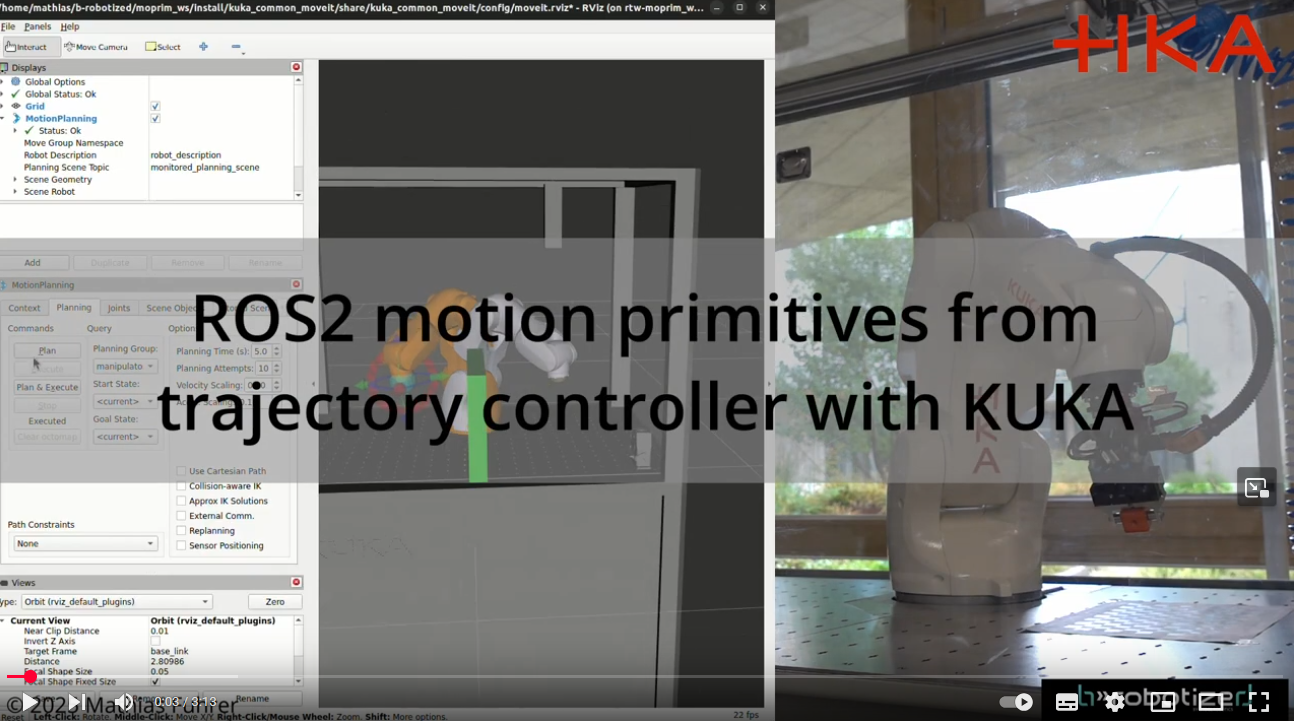 /home/mathias/b-robotized/moprim_ws/install/kuka_common_moveit/share/kuka_common_moveit/config/moveit.rviz* - RViz (on rtw-moprim_w...
File Panels Help
Interact Move Camera Select
Displays
Global Options
Global Status: Ok
Grid
MotionPlanning
Status: Ok
Move Group Namespace
Robot Description robot_description
Planning Scene Topic monitored_planning_scene
Scene Geometry
Scene Robot
Add Duplicate Remove Rename
MotionPlanning
Context Planning Joints Scene Objec
Commands Query Option
Plan Planning Group: Planning Time (s): 5.0
manipulato Planning Attempts: 10
Plan & Execute Start State: Velocity Scaling:
<current>
Executed Goal State:
Clear octomap <current>
Use Cartesian Path
Collision-aware IK
Approx IK Solutions
External Comm.
Replanning
Sensor Positioning
Path Constraints
None
Views
Type: Orbit (rviz_default_plugins) Zero
Current View Orbit (rviz_default_plugins)
Near Clip Distance 0.01
Invert Z Axis
Target Frame base_link
Distance 2.80986
Focal Shape Size 0.05
Focal Shape Fixed Size
Rename
Reset Left-Click: Rotate. Middle-Click: Move X/Y. Right-Click/Mouse Wheel: Zoom. Shift: More options. 22 fps
ROS2 motion primitives from
trajectory controller with KUKA
HKA
KUKA
KUKA
0:03 / 3:13
b»robotized